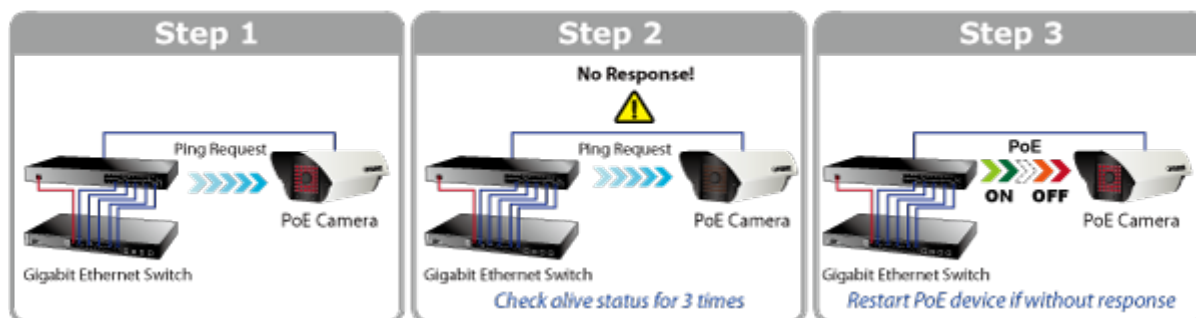 Step 1
Ping Request
PoE Camera
Gigabit Ethernet Switch
Step 2
No Response!
Ping Request
PoE Camera
Gigabit Ethernet Switch
Check alive status for 3 times
Step 3
PoE
ON OFF
PoE Camera
Gigabit Ethernet Switch
Restart PoE device if without response